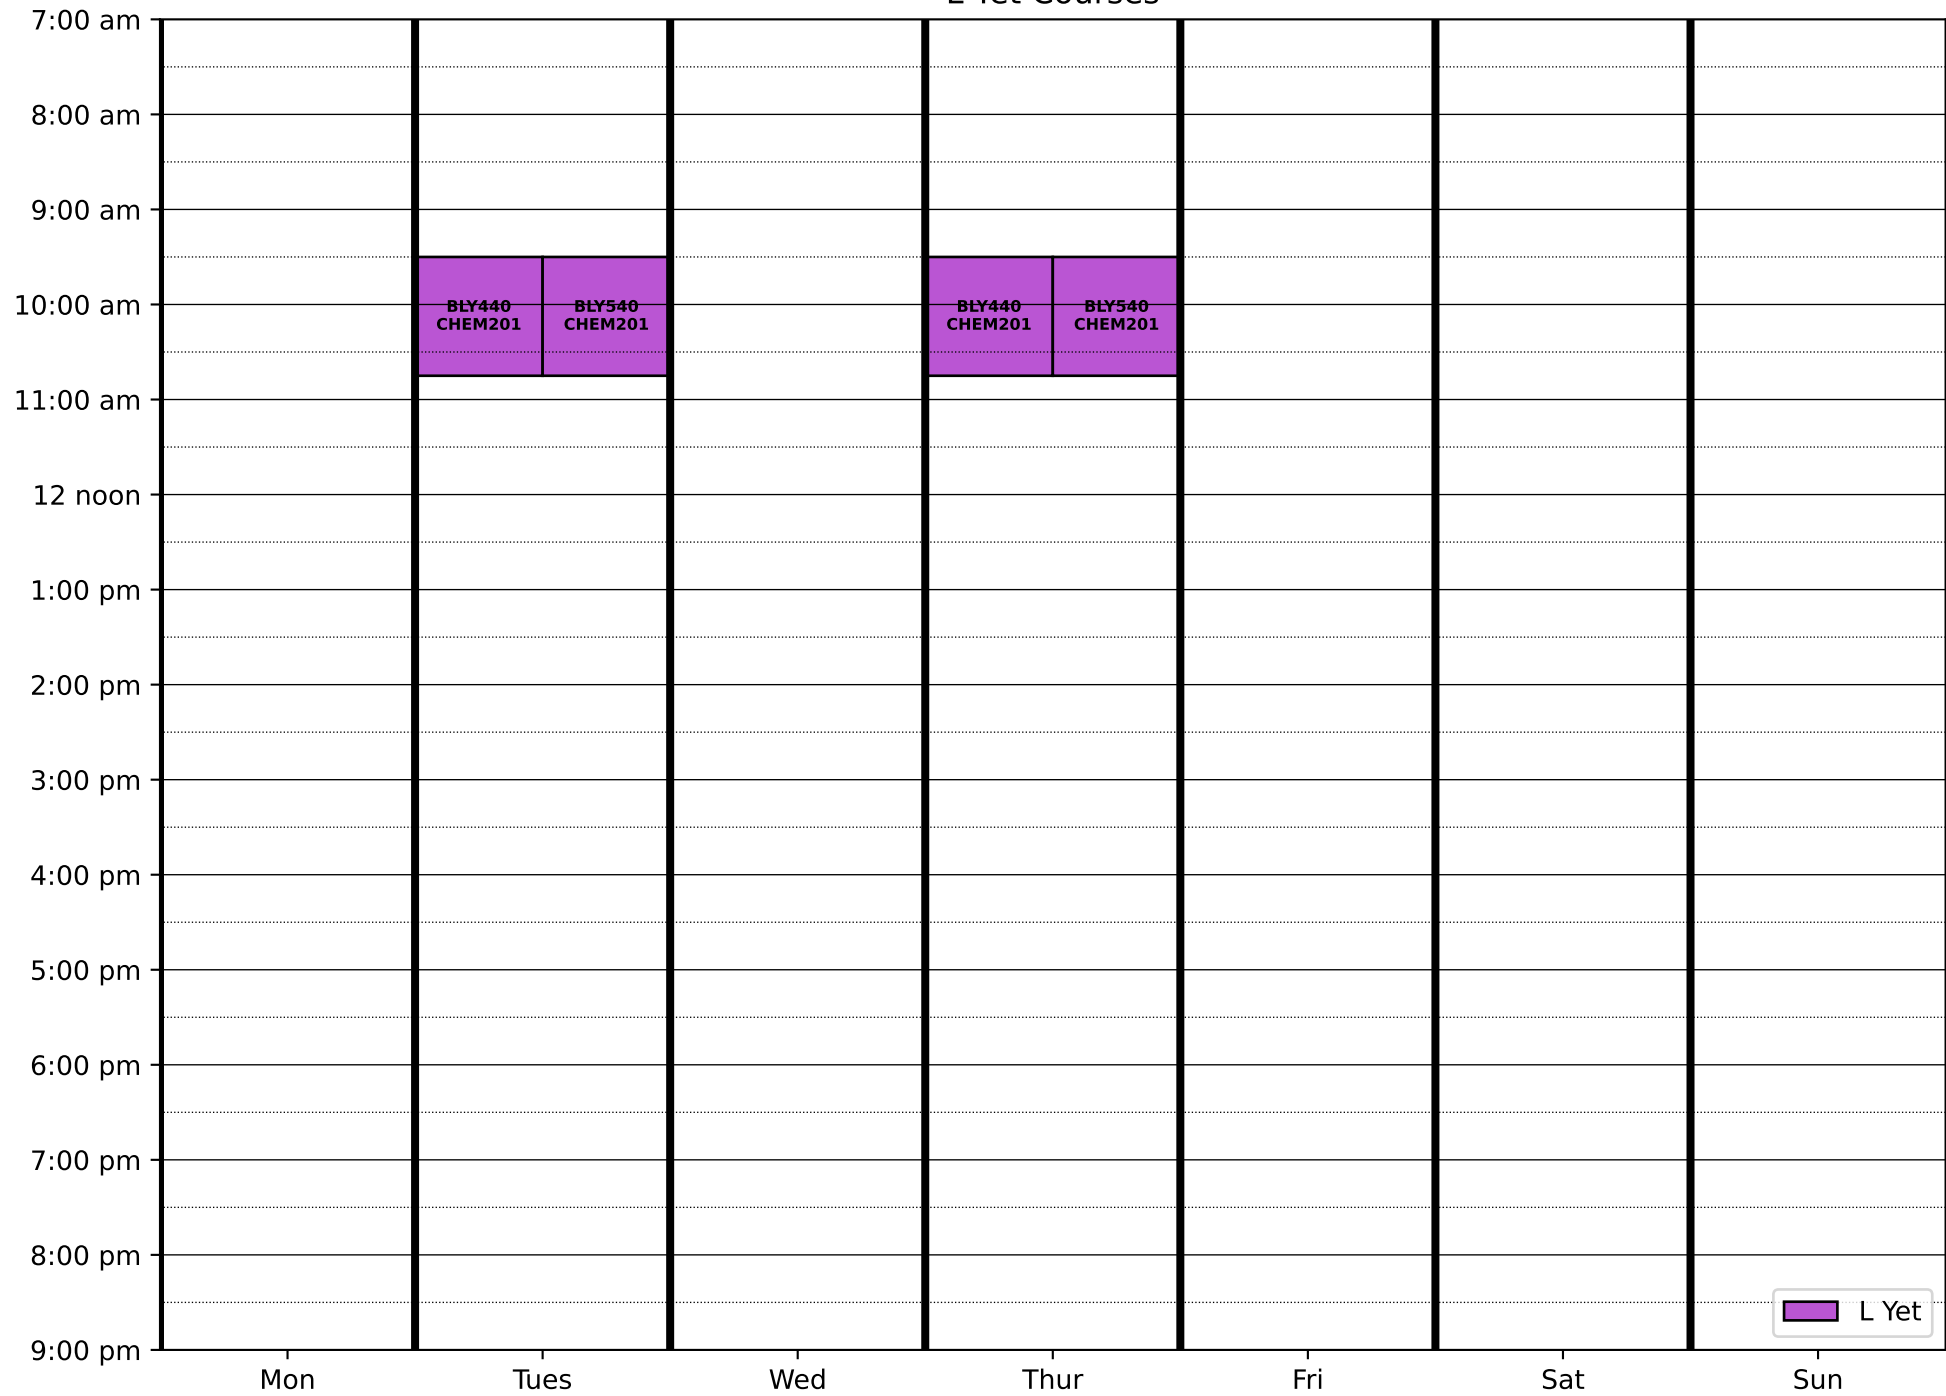 L Yet Courses
7:00 am
8:00 am
9:00 am
10:00 am
11:00 am
12 noon
1:00 pm
2:00 pm
3:00 pm
4:00 pm
5:00 pm
6:00 pm
7:00 pm
8:00 pm
9:00 pm
BLY440
CHEM201
BLY540
CHEM201
BLY440
CHEM201
BLY540
CHEM201
L Yet
Mon
Tues
Wed
Thur
Fri
Sat
Sun